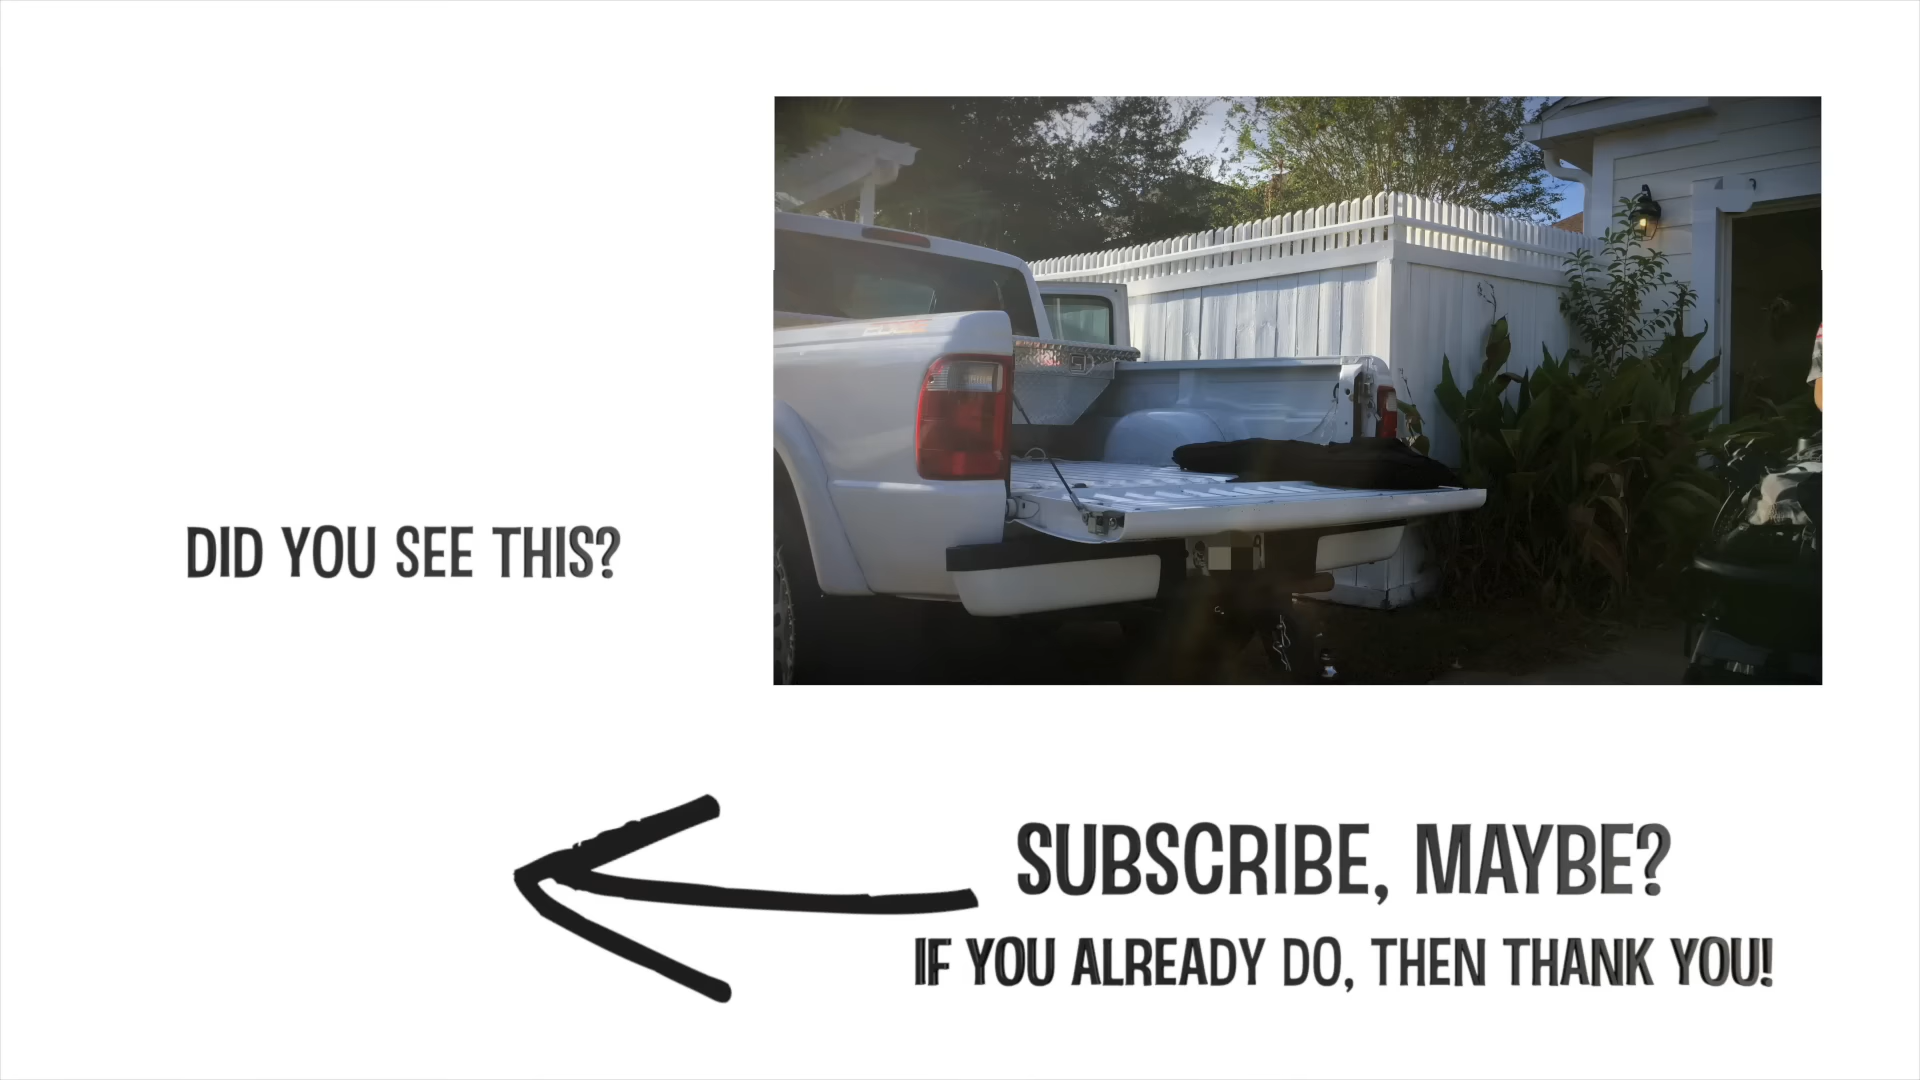 DID YOU SEE THIS?
SUBSCRIBE, MAYBE?
IF YOU ALREADY DO, THEN THANK YOU!